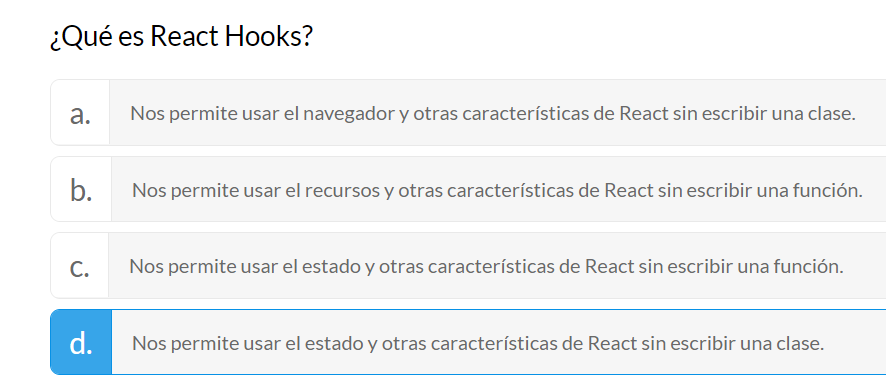 ¿Qué es React Hooks?
a. Nos permite usar el navegador y otras características de React sin escribir una clase.
b. Nos permite usar el recursos y otras características de React sin escribir una función.
c. Nos permite usar el estado y otras características de React sin escribir una función.
d. Nos permite usar el estado y otras características de React sin escribir una clase.